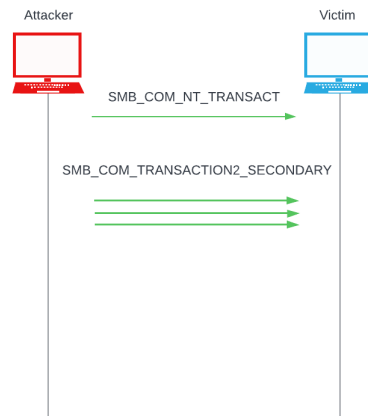 Attacker
Victim
SMB_COM_NT_TRANSACT
SMB_COM_TRANSACTION2_SECONDARY